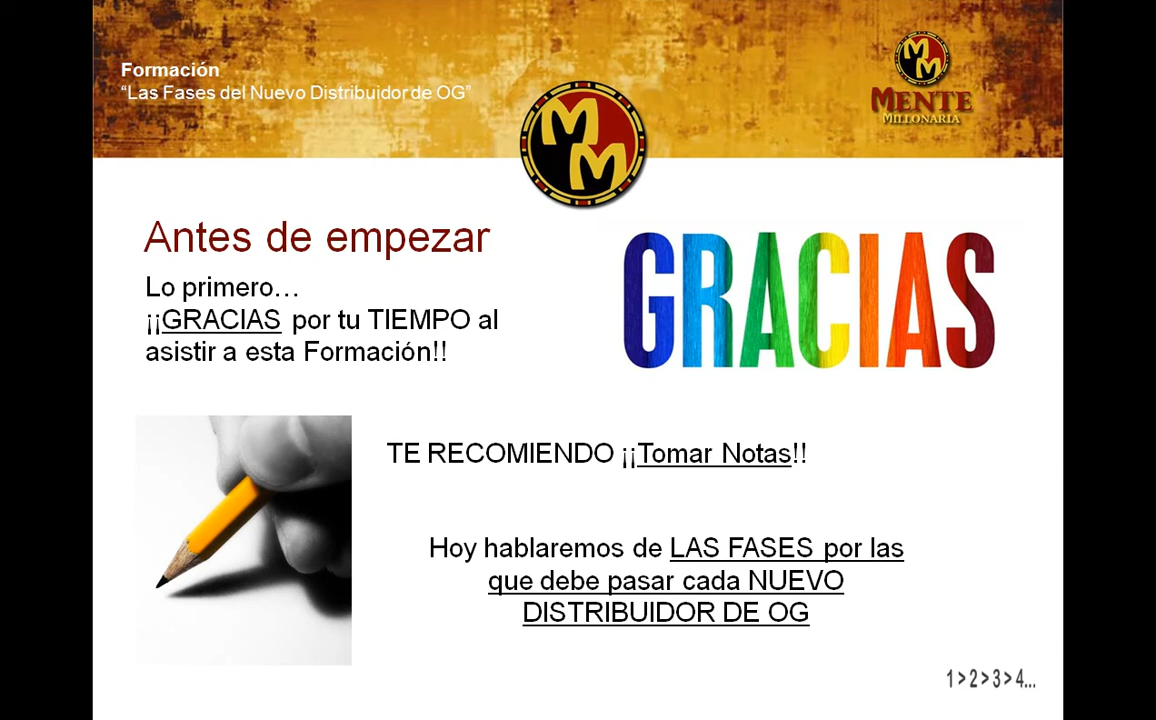 Formación
“Las Fases del Nuevo Distribuidor de OG”
MM
MENTE
MILLONARIA
MM
Antes de empezar
Lo primero…
¡¡GRACIAS por tu TIEMPO al
asistir a esta Formación!!
GRACIAS
TE RECOMIENDO ¡¡Tomar Notas!!
Hoy hablaremos de LAS FASES por las
que debe pasar cada NUEVO
DISTRIBUIDOR DE OG
1 > 2 > 3 > 4...